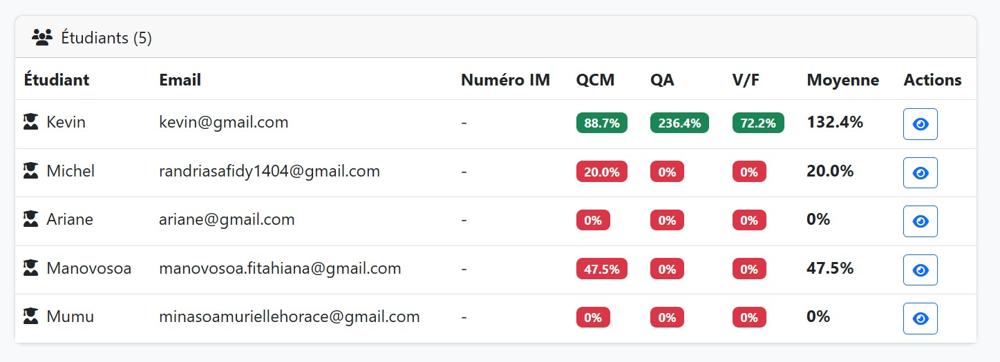 Étudiants (5)
Étudiant Email Numéro IM QCM QA V/F Moyenne Actions
Kevin kevin@gmail.com - 88.7% 236.4% 72.2% 132.4%
Michel randriasafidy1404@gmail.com - 20.0% 0% 0% 20.0%
Ariane ariane@gmail.com - 0% 0% 0% 0%
Manovosoa manovosoa.fitahiana@gmail.com - 47.5% 0% 0% 47.5%
Mumu minasoamuriellehorace@gmail.com - 0% 0% 0% 0%